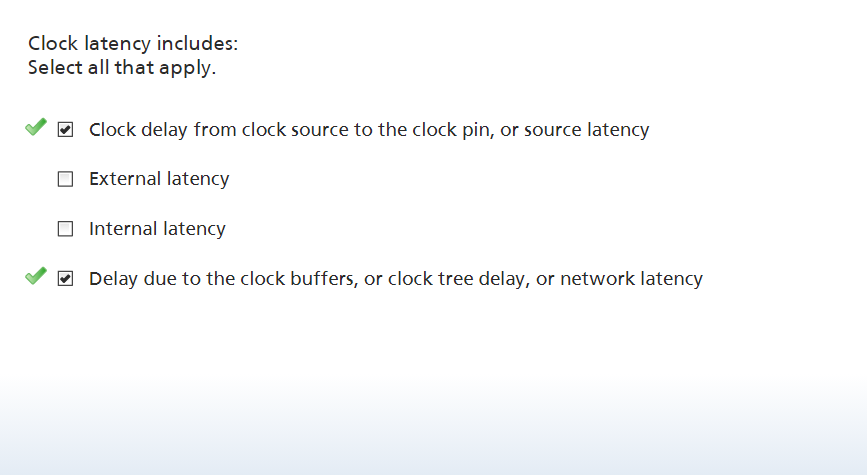 Clock latency includes:
Select all that apply.
Clock delay from clock source to the clock pin, or source latency
External latency
Internal latency
Delay due to the clock buffers, or clock tree delay, or network latency